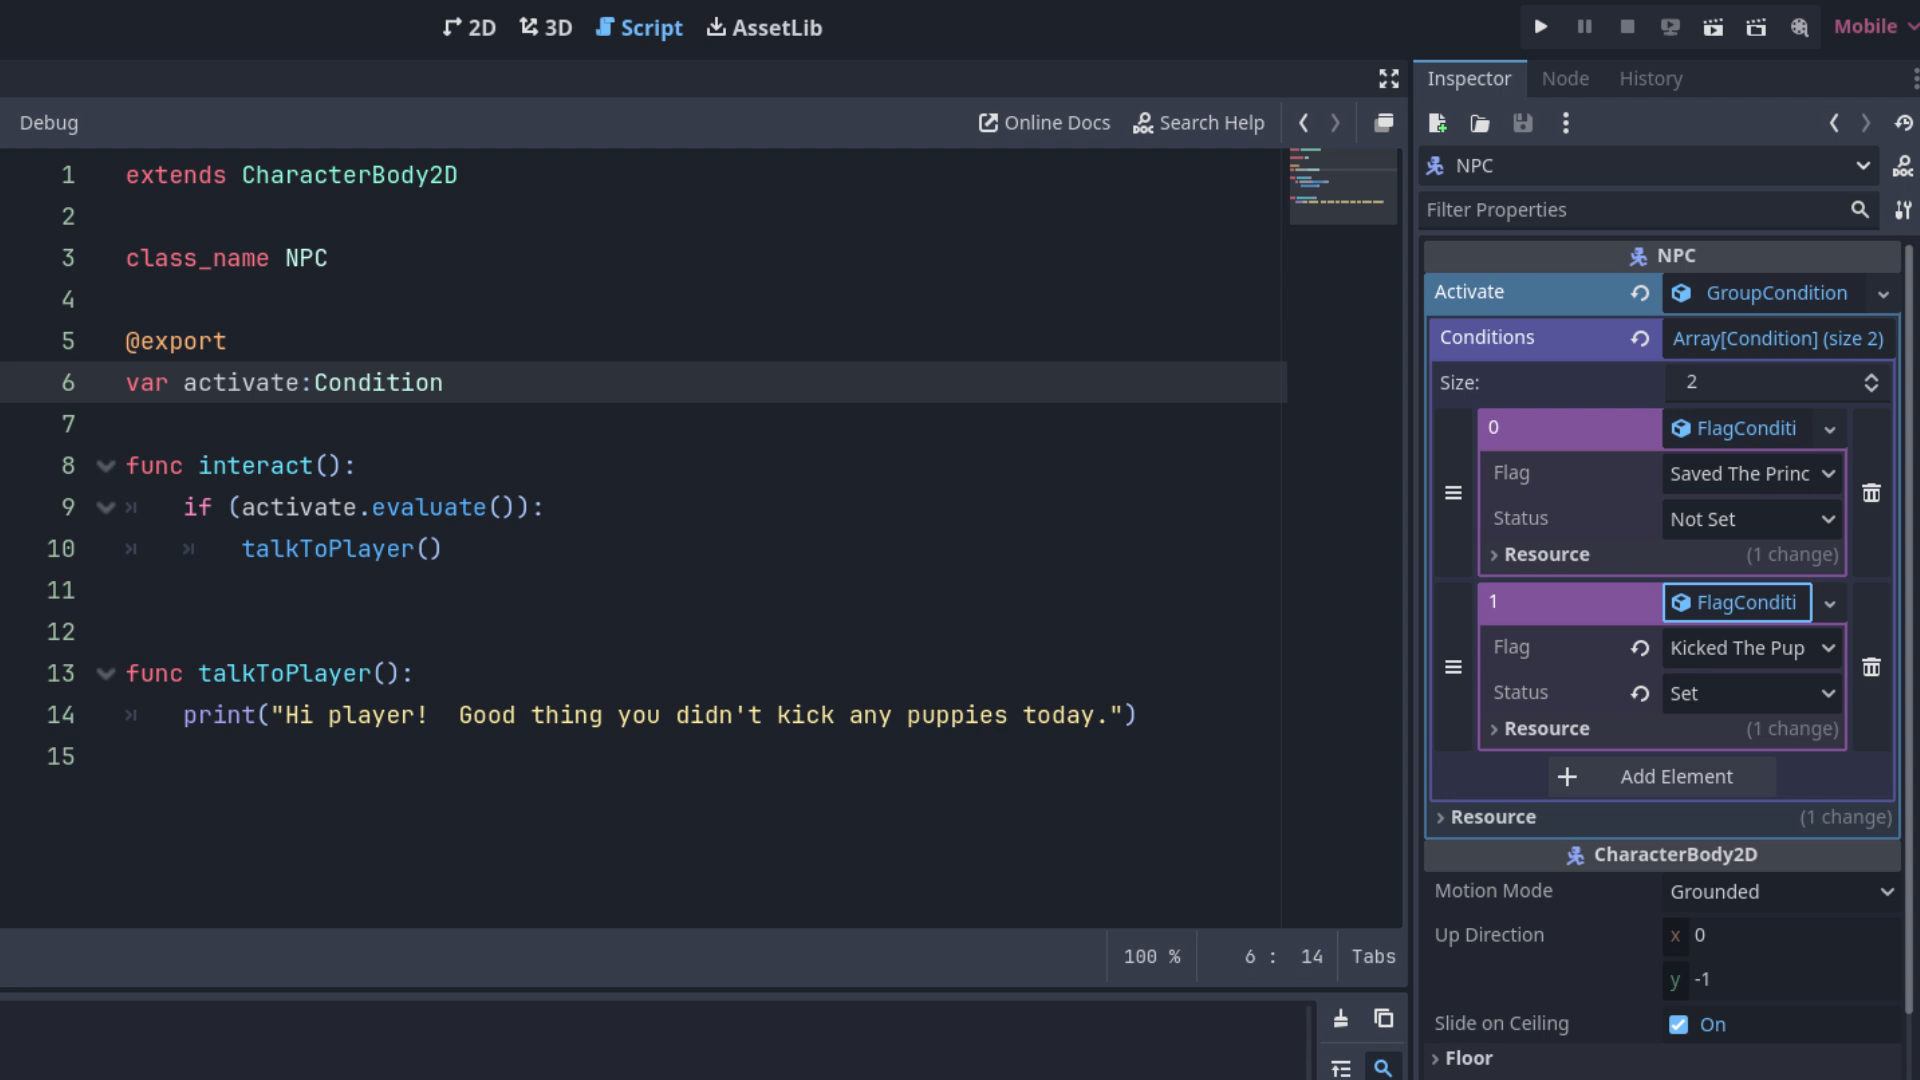 2D 3D Script AssetLib
Mobile
Inspector Node History
Debug Online Docs Search Help
1 extends CharacterBody2D
2
3 class_name NPC
4
5 @export
6 var activate:Condition
7
8 func interact():
9 if (activate.evaluate()):
10 talkToPlayer()
11
12
13 func talkToPlayer():
14 print("Hi player!  Good thing you didn't kick any puppies today.")
15
100 % 6 : 14 Tabs
NPC
Filter Properties
NPC
Activate GroupCondition
Conditions Array[Condition] (size 2)
Size: 2
0 FlagConditi
Flag Saved The Princ
Status Not Set
Resource (1 change)
1 FlagConditi
Flag Kicked The Pup
Status Set
Resource (1 change)
Add Element
Resource (1 change)
CharacterBody2D
Motion Mode Grounded
Up Direction x 0
y -1
Slide on Ceiling On
Floor